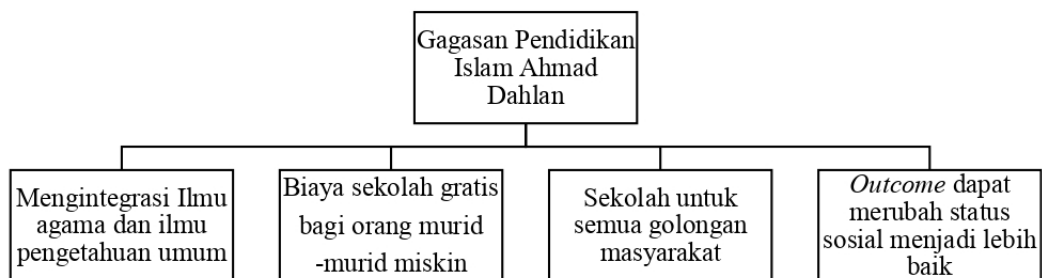 Gagasan Pendidikan
Islam Ahmad
Dahlan
Mengintegrasi Ilmu
agama dan ilmu
pengetahuan umum
Biaya sekolah gratis
bagi orang murid
-murid miskin
Sekolah untuk
semua golongan
masyarakat
Outcome dapat
merubah status
sosial menjadi lebih
baik